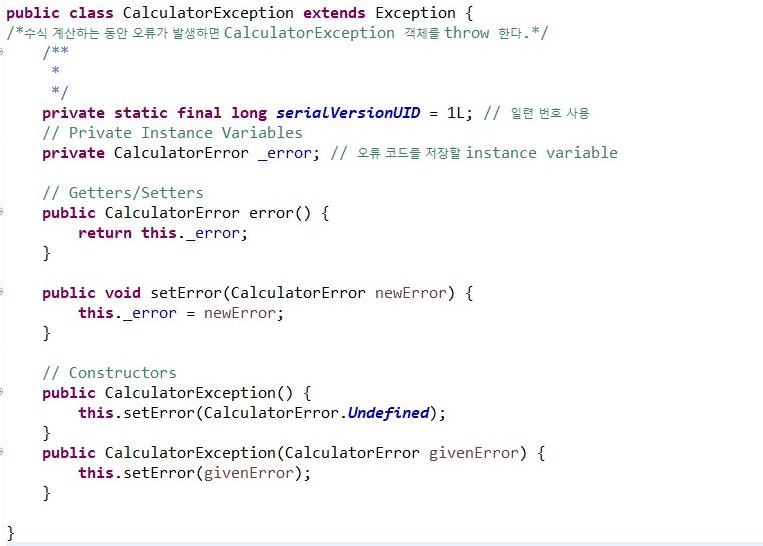 public class CalculatorException extends Exception {
/*수식 계산하는 동안 오류가 발생하면 CalculatorException 객체를 throw 한다.*/
    /**
     *
     */
    private static final long serialVersionUID = 1L; // 일련 번호 사용
    // Private Instance Variables
    private CalculatorError _error; // 오류 코드를 저장할 instance variable

    // Getters/Setters
    public CalculatorError error() {
        return this._error;
    }

    public void setError(CalculatorError newError) {
        this._error = newError;
    }

    // Constructors
    public CalculatorException() {
        this.setError(CalculatorError.Undefined);
    }
    public CalculatorException(CalculatorError givenError) {
        this.setError(givenError);
    }

}